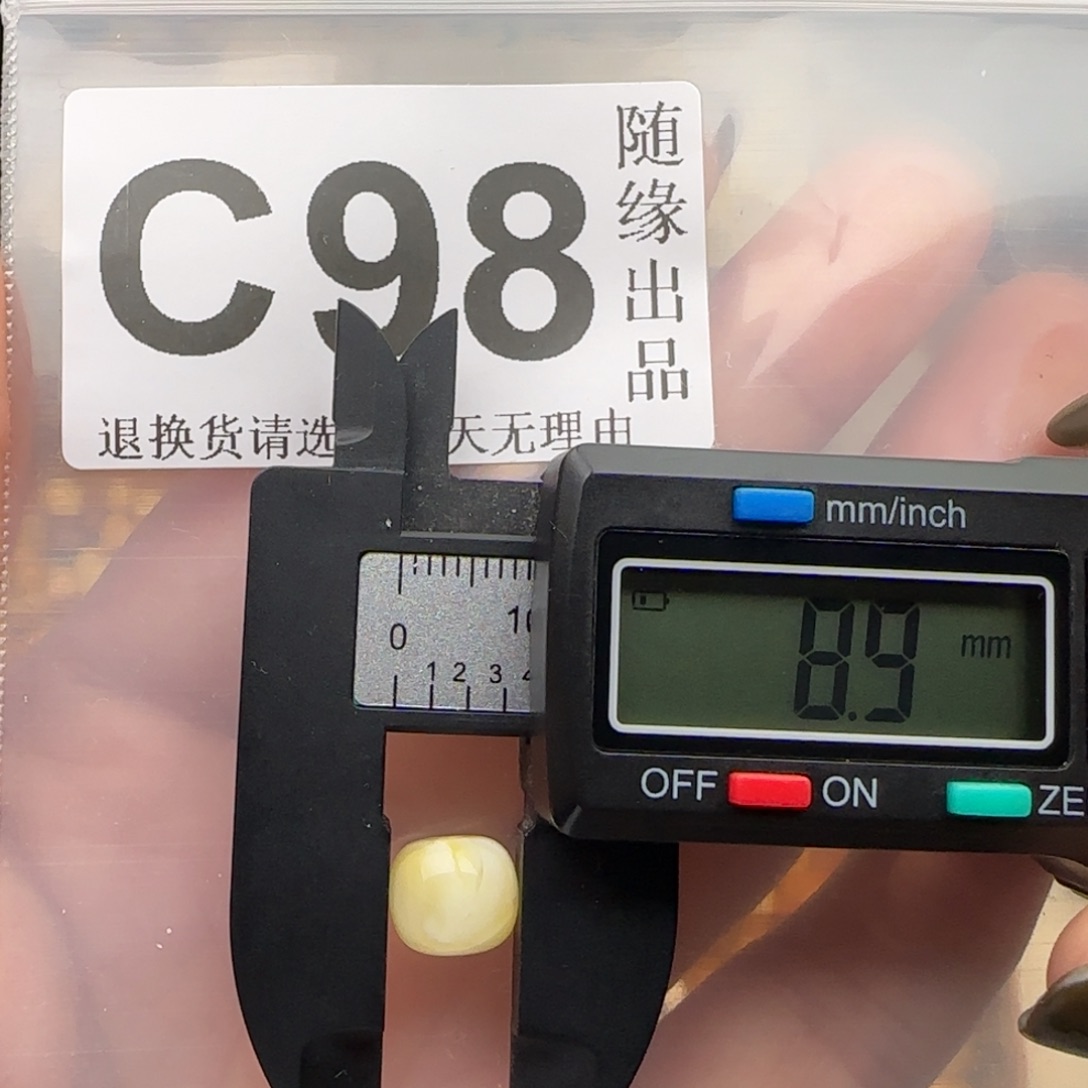 C98
随缘出品
退换货请选 天无理由
mm/inch
8.9 mm
0 10
1 2 3 4
OFF ON ZE